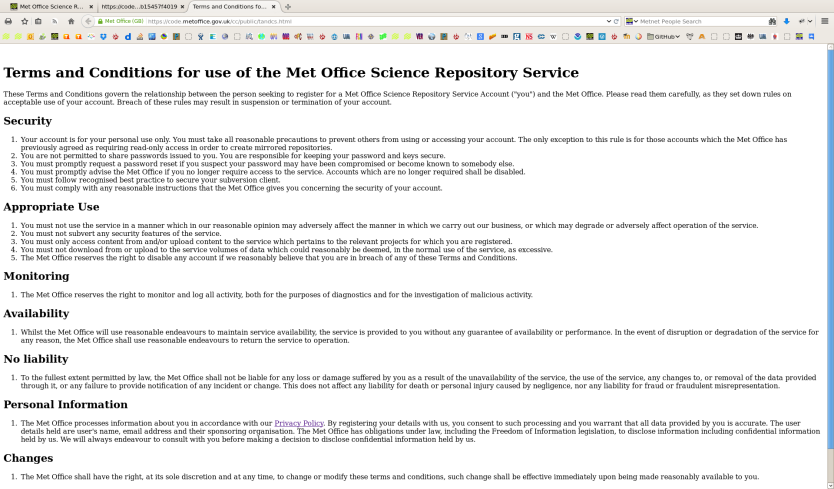 Met Office Science R...
https://code...b15457f4019
Terms and Conditions fo...
Met Office (GB)
https://code.metoffice.gov.uk/cc/public/tandcs.html
Metnet People Search
GitHub
Terms and Conditions for use of the Met Office Science Repository Service
These Terms and Conditions govern the relationship between the person seeking to register for a Met Office Science Repository Service Account ("you") and the Met Office. Please read them carefully, as they set down rules on
acceptable use of your account. Breach of these rules may result in suspension or termination of your account.
Security
1. Your account is for your personal use only. You must take all reasonable precautions to prevent others from using or accessing your account. The only exception to this rule is for those accounts which the Met Office has
previously agreed as requiring read-only access in order to create mirrored repositories.
2. You are not permitted to share passwords issued to you. You are responsible for keeping your password and keys secure.
3. You must promptly request a password reset if you suspect your password may have been compromised or become known to somebody else.
4. You must promptly advise the Met Office if you no longer require access to the service. Accounts which are no longer required shall be disabled.
5. You must follow recognised best practice to secure your subversion client.
6. You must comply with any reasonable instructions that the Met Office gives you concerning the security of your account.
Appropriate Use
1. You must not use the service in a manner which in our reasonable opinion may adversely affect the manner in which we carry out our business, or which may degrade or adversely affect operation of the service.
2. You must not subvert any security features of the service.
3. You must only access content from and/or upload content to the service which pertains to the relevant projects for which you are registered.
4. You must not download from or upload to the service volumes of data which could reasonably be deemed, in the normal use of the service, as excessive.
5. The Met Office reserves the right to disable any account if we reasonably believe that you are in breach of any of these Terms and Conditions.
Monitoring
1. The Met Office reserves the right to monitor and log all activity, both for the purposes of diagnostics and for the investigation of malicious activity.
Availability
1. Whilst the Met Office will use reasonable endeavours to maintain service availability, the service is provided to you without any guarantee of availability or performance. In the event of disruption or degradation of the service for
any reason, the Met Office shall use reasonable endeavours to return the service to operation.
No liability
1. To the fullest extent permitted by law, the Met Office shall not be liable for any loss or damage suffered by you as a result of the unavailability of the service, the use of the service, any changes to, or removal of the data provided
through it, or any failure to provide notification of any incident or change. This does not affect any liability for death or personal injury caused by negligence, nor any liability for fraud or fraudulent misrepresentation.
Personal Information
1. The Met Office processes information about you in accordance with our Privacy Policy. By registering your details with us, you consent to such processing and you warrant that all data provided by you is accurate. The user
details held are user's name, email address and their sponsoring organisation. The Met Office has obligations under law, including the Freedom of Information legislation, to disclose information including confidential information
held by us. We will always endeavour to consult with you before making a decision to disclose confidential information held by us.
Changes
1. The Met Office shall have the right, at its sole discretion and at any time, to change or modify these terms and conditions, such change shall be effective immediately upon being made reasonably available to you.